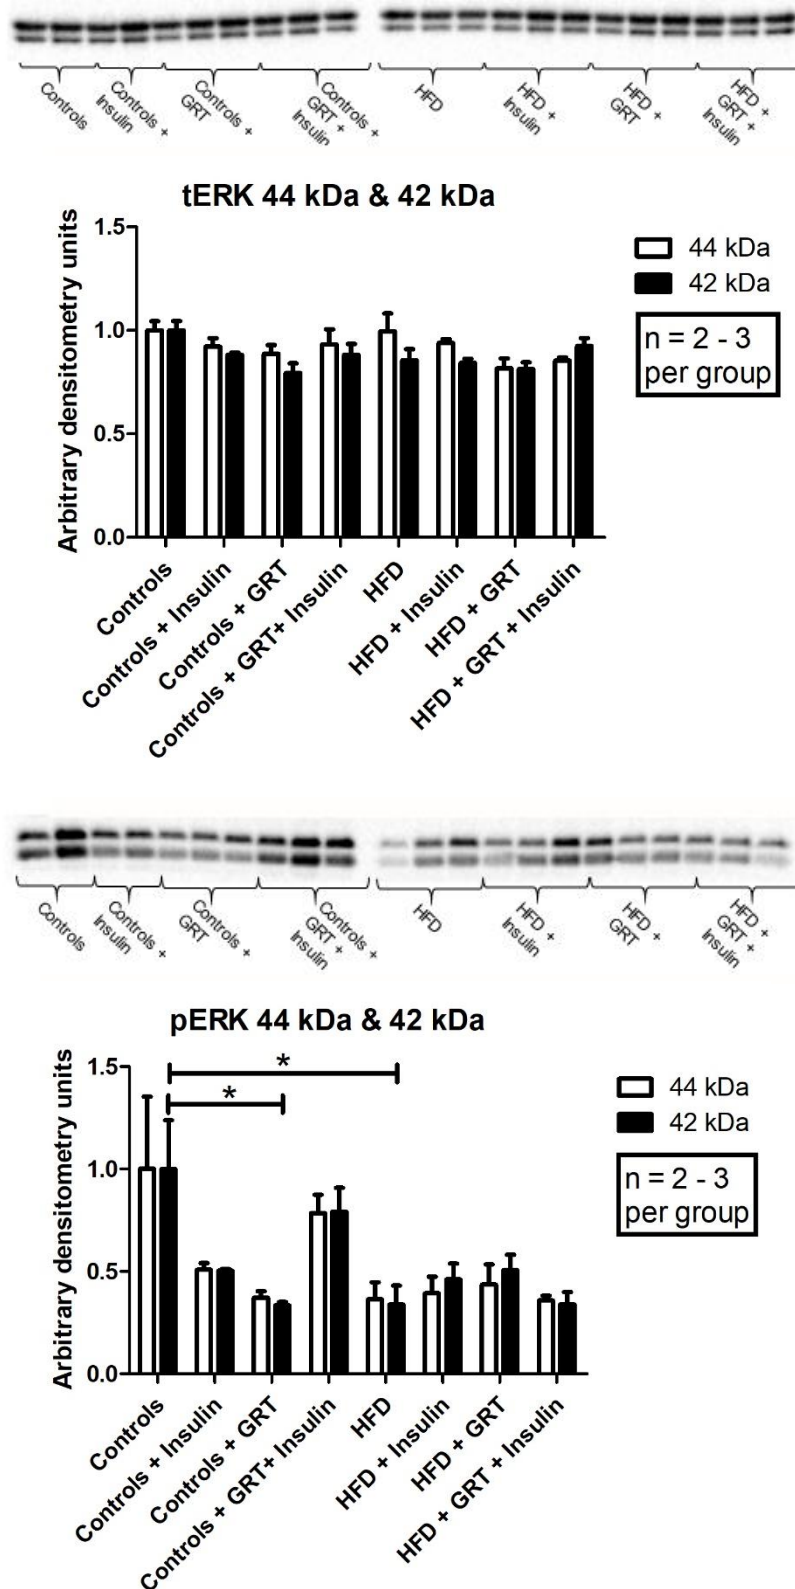 Controls
Controls +
Insulin
Controls +
GRT
Controls +
GRT +
Insulin
HFD
HFD +
Insulin
HFD +
GRT
HFD +
GRT +
Insulin
tERK 44 kDa & 42 kDa
Arbitrary densitometry units
1.5
1.0
0.5
0.0
44 kDa
42 kDa
n = 2 - 3
per group
Controls
Controls + Insulin
Controls + GRT
Controls + GRT+ Insulin
HFD
HFD + Insulin
HFD + GRT
HFD + GRT + Insulin
Controls
Controls +
Insulin
Controls +
GRT
Controls +
GRT +
Insulin
HFD
HFD +
Insulin
HFD +
GRT
HFD +
GRT +
Insulin
pERK 44 kDa & 42 kDa
Arbitrary densitometry units
1.5
1.0
0.5
0.0
*
*
44 kDa
42 kDa
n = 2 - 3
per group
Controls
Controls + Insulin
Controls + GRT
Controls + GRT+ Insulin
HFD
HFD + Insulin
HFD + GRT
HFD + GRT + Insulin